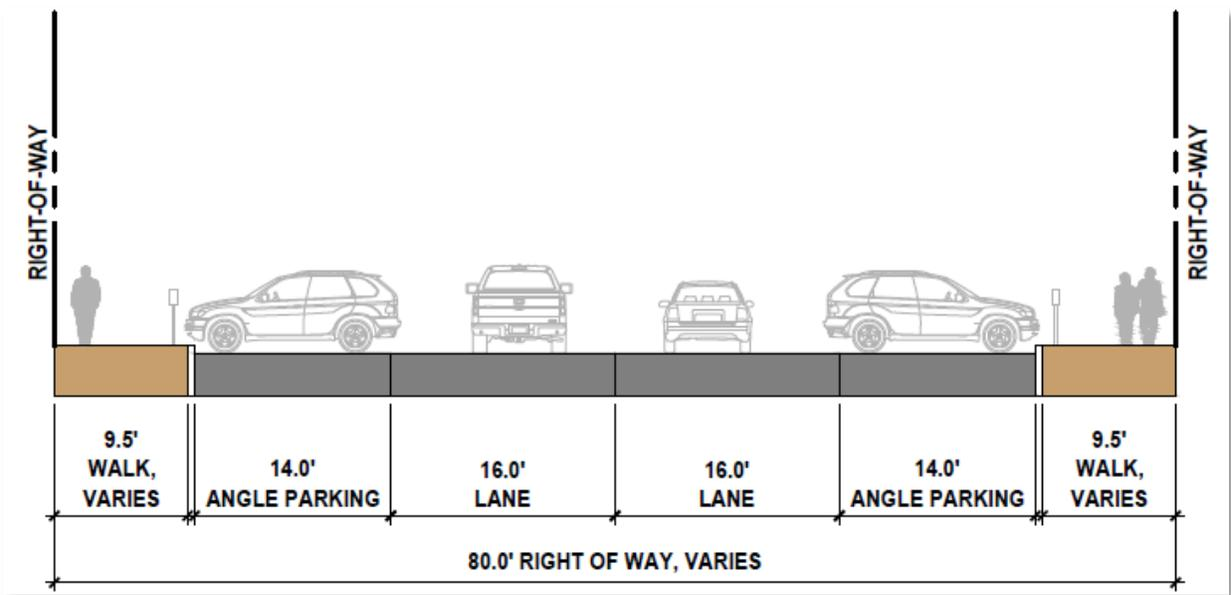 RIGHT-OF-WAY
RIGHT-OF-WAY
9.5'
WALK,
VARIES
14.0'
ANGLE PARKING
16.0'
LANE
16.0'
LANE
14.0'
ANGLE PARKING
9.5'
WALK,
VARIES
80.0' RIGHT OF WAY, VARIES